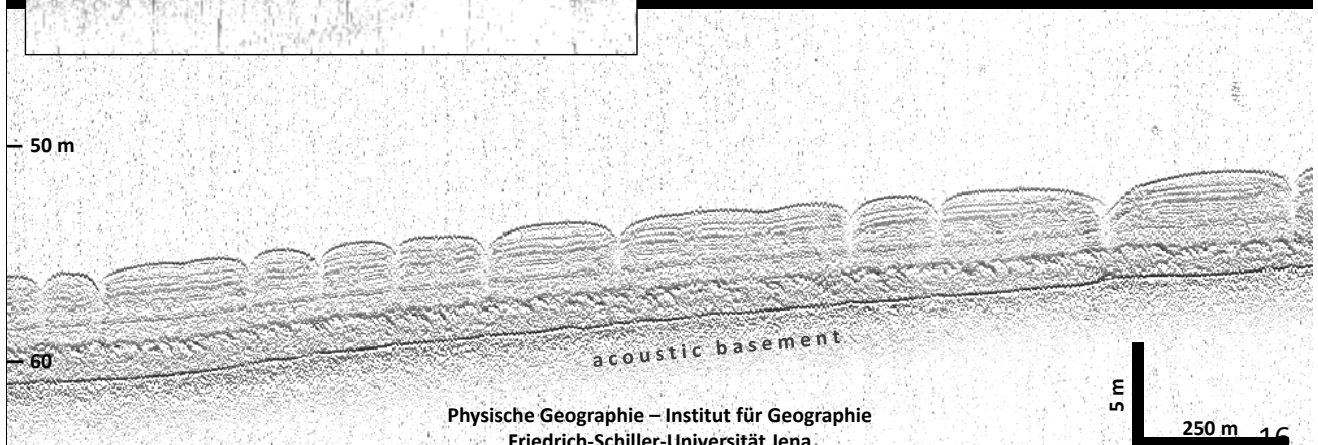 50 m
60
acoustic basement
5 m
250 m
16
Physische Geographie – Institut für Geographie
Friedrich-Schiller-Universität Jena